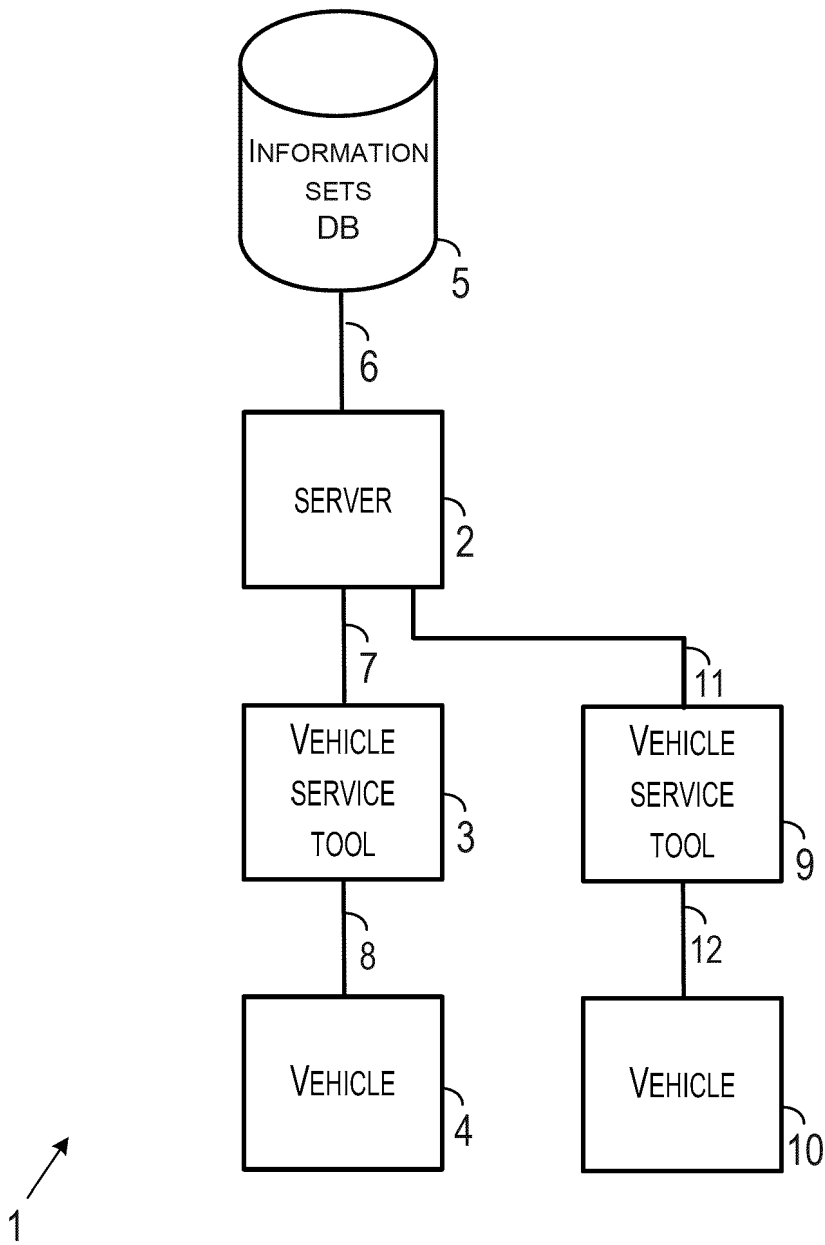 INFORMATION
SETS
DB
5
6
SERVER
2
7
11
VEHICLE
SERVICE
TOOL
3
VEHICLE
SERVICE
TOOL
9
8
12
VEHICLE
4
VEHICLE
10
1